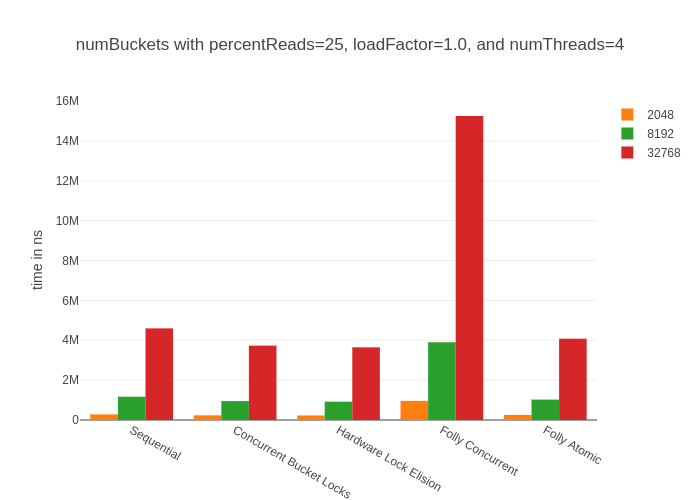 numBuckets with percentReads=25, loadFactor=1.0, and numThreads=4
16M
14M
12M
10M
8M
6M
4M
2M
0
time in ns
Sequential
Concurrent Bucket Locks
Hardware Lock Elision
Folly Concurrent
Folly Atomic
2048
8192
32768